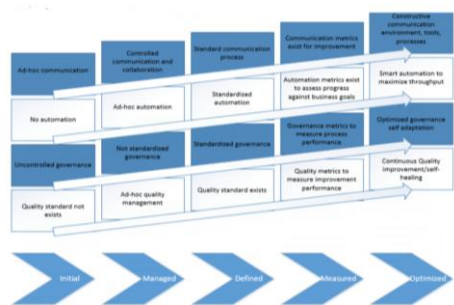 Ad-hoc communication
No automation
Uncontrolled governance
Quality standard not
exists
Controlled
communication and
collaboration
Ad-hoc automation
Not standardized
governance
Ad-hoc quality
management
Standard communication
process
Standardized
automation
Standardized governance
Quality standard exists
Communication metrics
exist for improvement
Automation metrics exist
to assess progress
against business goals
Governance metrics to
measure process
performance
Quality metrics to
measure improvement
performance
Constructive
communication
environment, tools,
processes
Smart automation to
maximize throughput
Optimised governance
self adaptation
Continuous Quality
improvement/self-
healing
Initial
Managed
Defined
Measured
Optimized